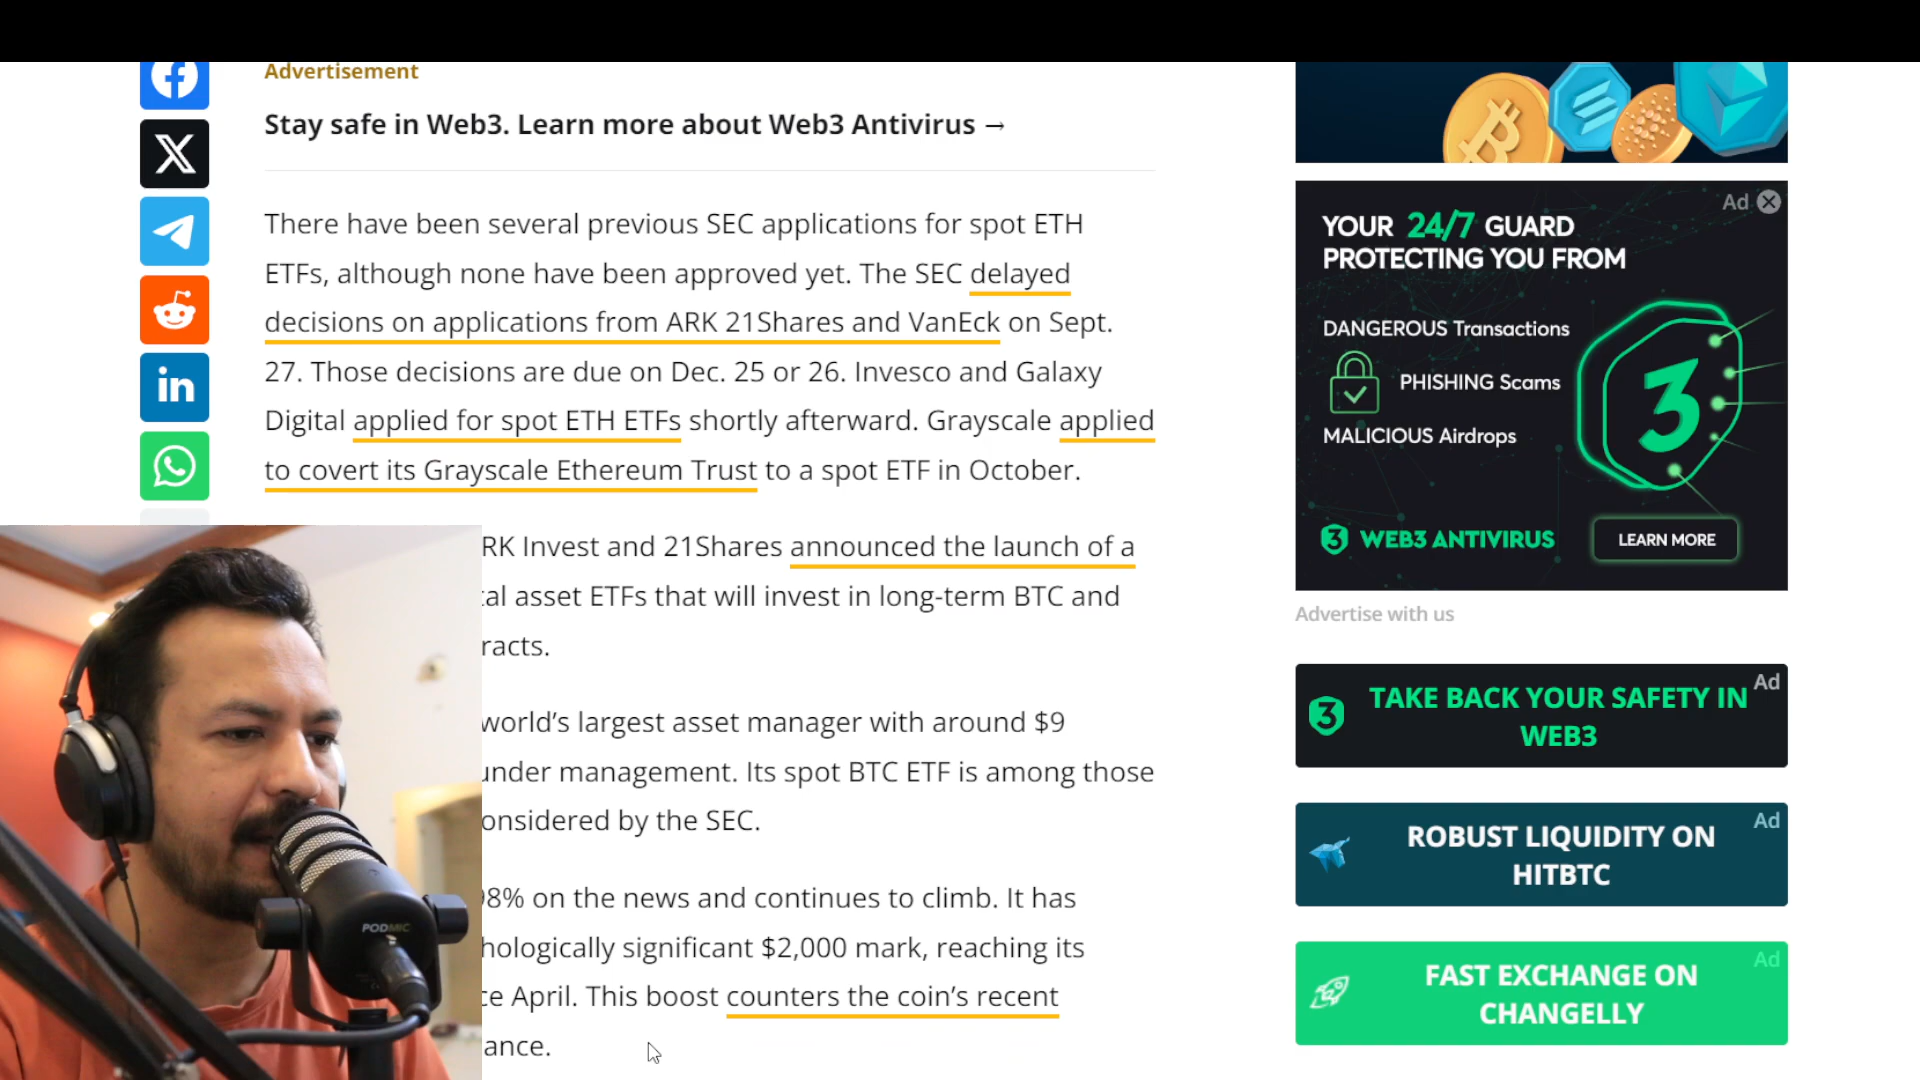 Advertisement
Stay safe in Web3. Learn more about Web3 Antivirus →
There have been several previous SEC applications for spot ETH
ETFs, although none have been approved yet. The SEC delayed
decisions on applications from ARK 21Shares and VanEck on Sept.
27. Those decisions are due on Dec. 25 or 26. Invesco and Galaxy
Digital applied for spot ETH ETFs shortly afterward. Grayscale applied
to covert its Grayscale Ethereum Trust to a spot ETF in October.
RK Invest and 21Shares announced the launch of a
al asset ETFs that will invest in long-term BTC and
racts.
world’s largest asset manager with around $9
under management. Its spot BTC ETF is among those
onsidered by the SEC.
98% on the news and continues to climb. It has
hologically significant $2,000 mark, reaching its
ce April. This boost counters the coin’s recent
ance.
PODMIC
Ad
YOUR 24/7 GUARD
PROTECTING YOU FROM
DANGEROUS Transactions
PHISHING Scams
MALICIOUS Airdrops
3
3 WEB3 ANTIVIRUS
LEARN MORE
Advertise with us
Ad
3
TAKE BACK YOUR SAFETY IN
WEB3
Ad
ROBUST LIQUIDITY ON
HITBTC
Ad
FAST EXCHANGE ON
CHANGELLY